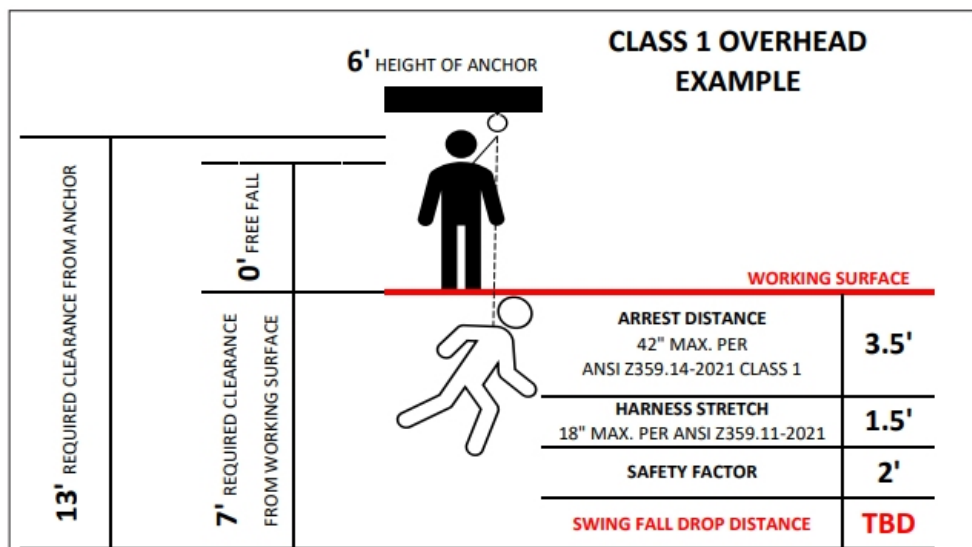 CLASS 1 OVERHEAD
EXAMPLE
6' HEIGHT OF ANCHOR
13' REQUIRED CLEARANCE FROM ANCHOR
0' FREE FALL
7' REQUIRED CLEARANCE
FROM WORKING SURFACE
WORKING SURFACE
ARREST DISTANCE
42" MAX. PER
ANSI Z359.14-2021 CLASS 1
3.5'
HARNESS STRETCH
18" MAX. PER ANSI Z359.11-2021
1.5'
SAFETY FACTOR
2'
SWING FALL DROP DISTANCE
TBD